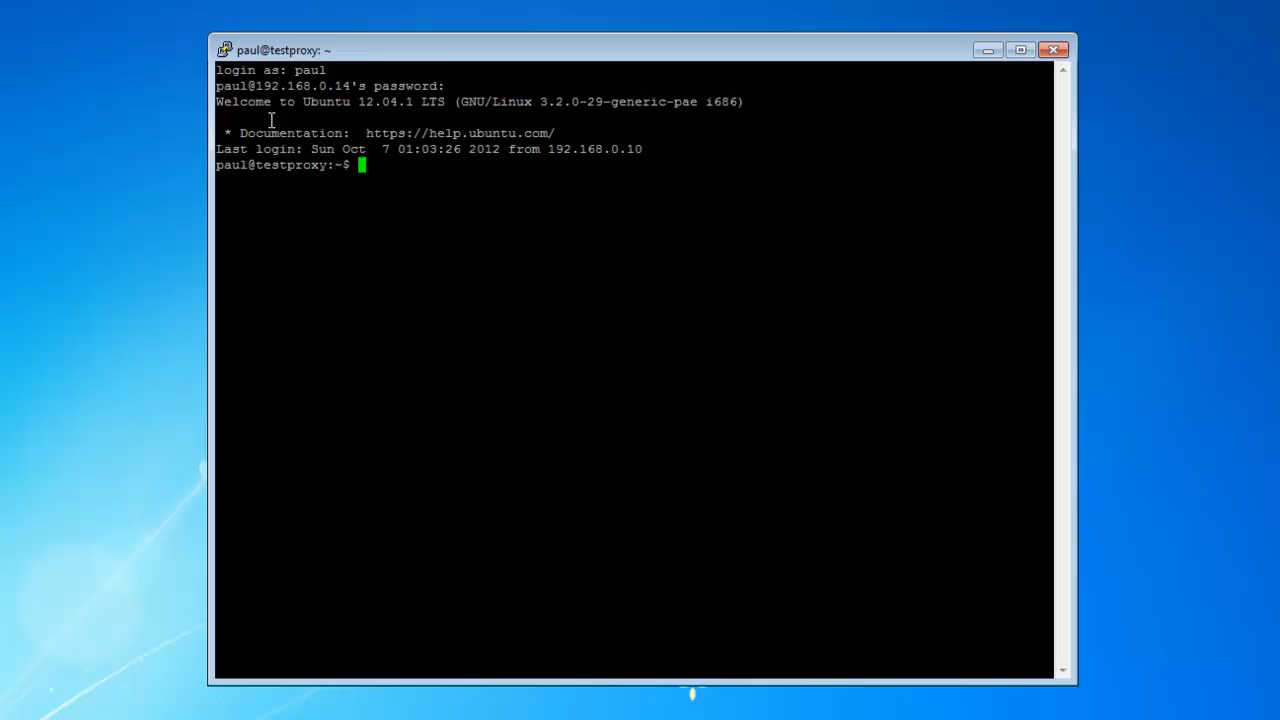 paul@testproxy: ~
login as: paul
paul@192.168.0.14's password:
Welcome to Ubuntu 12.04.1 LTS (GNU/Linux 3.2.0-29-generic-pae i686)
* Documentation:  https://help.ubuntu.com/
Last login: Sun Oct  7 01:03:26 2012 from 192.168.0.10
paul@testproxy:~$